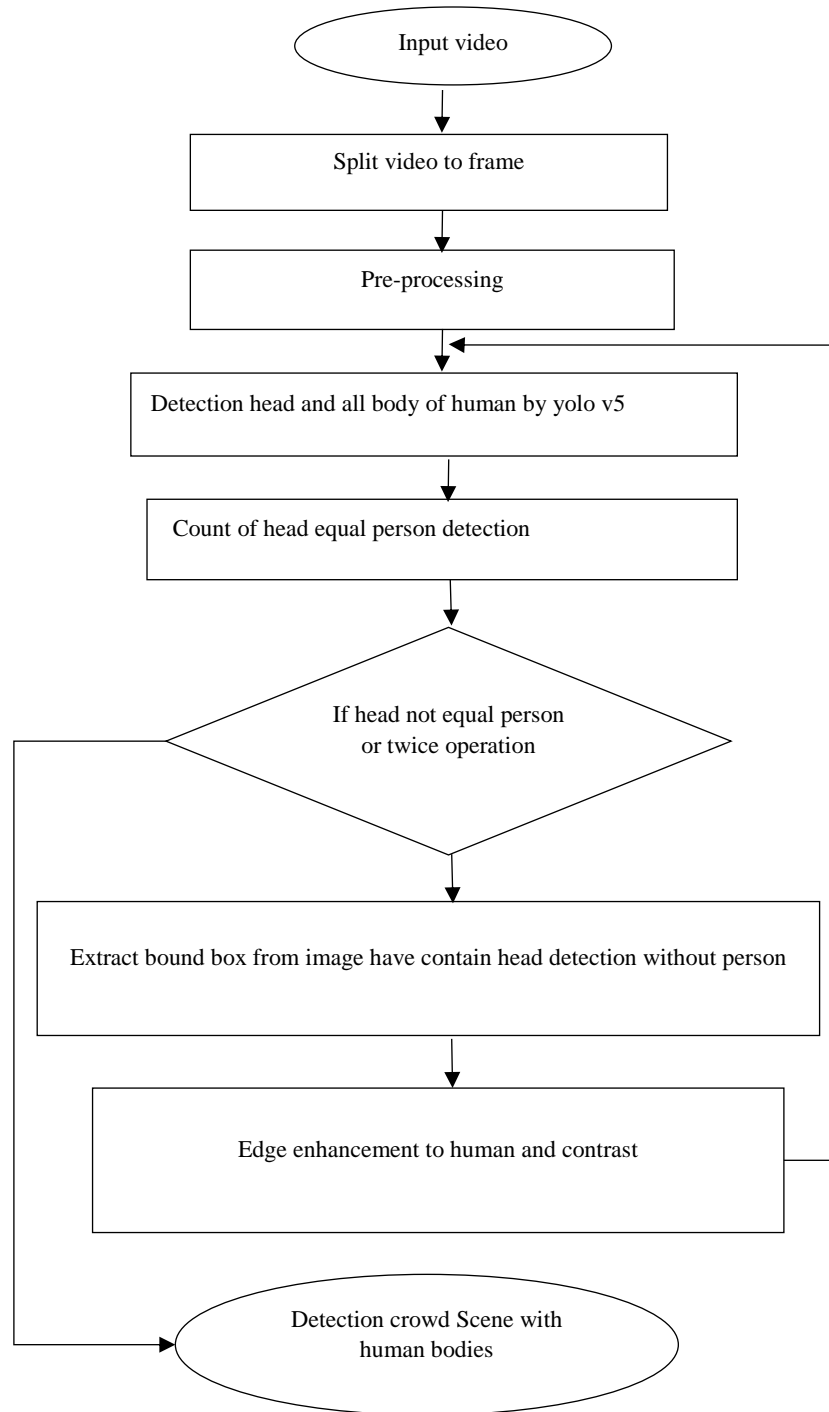 Input video
Split video to frame
Pre-processing
Detection head and all body of human by yolo v5
Count of head equal person detection
If head not equal person
or twice operation
Extract bound box from image have contain head detection without person
Edge enhancement to human and contrast
Detection crowd Scene with
human bodies